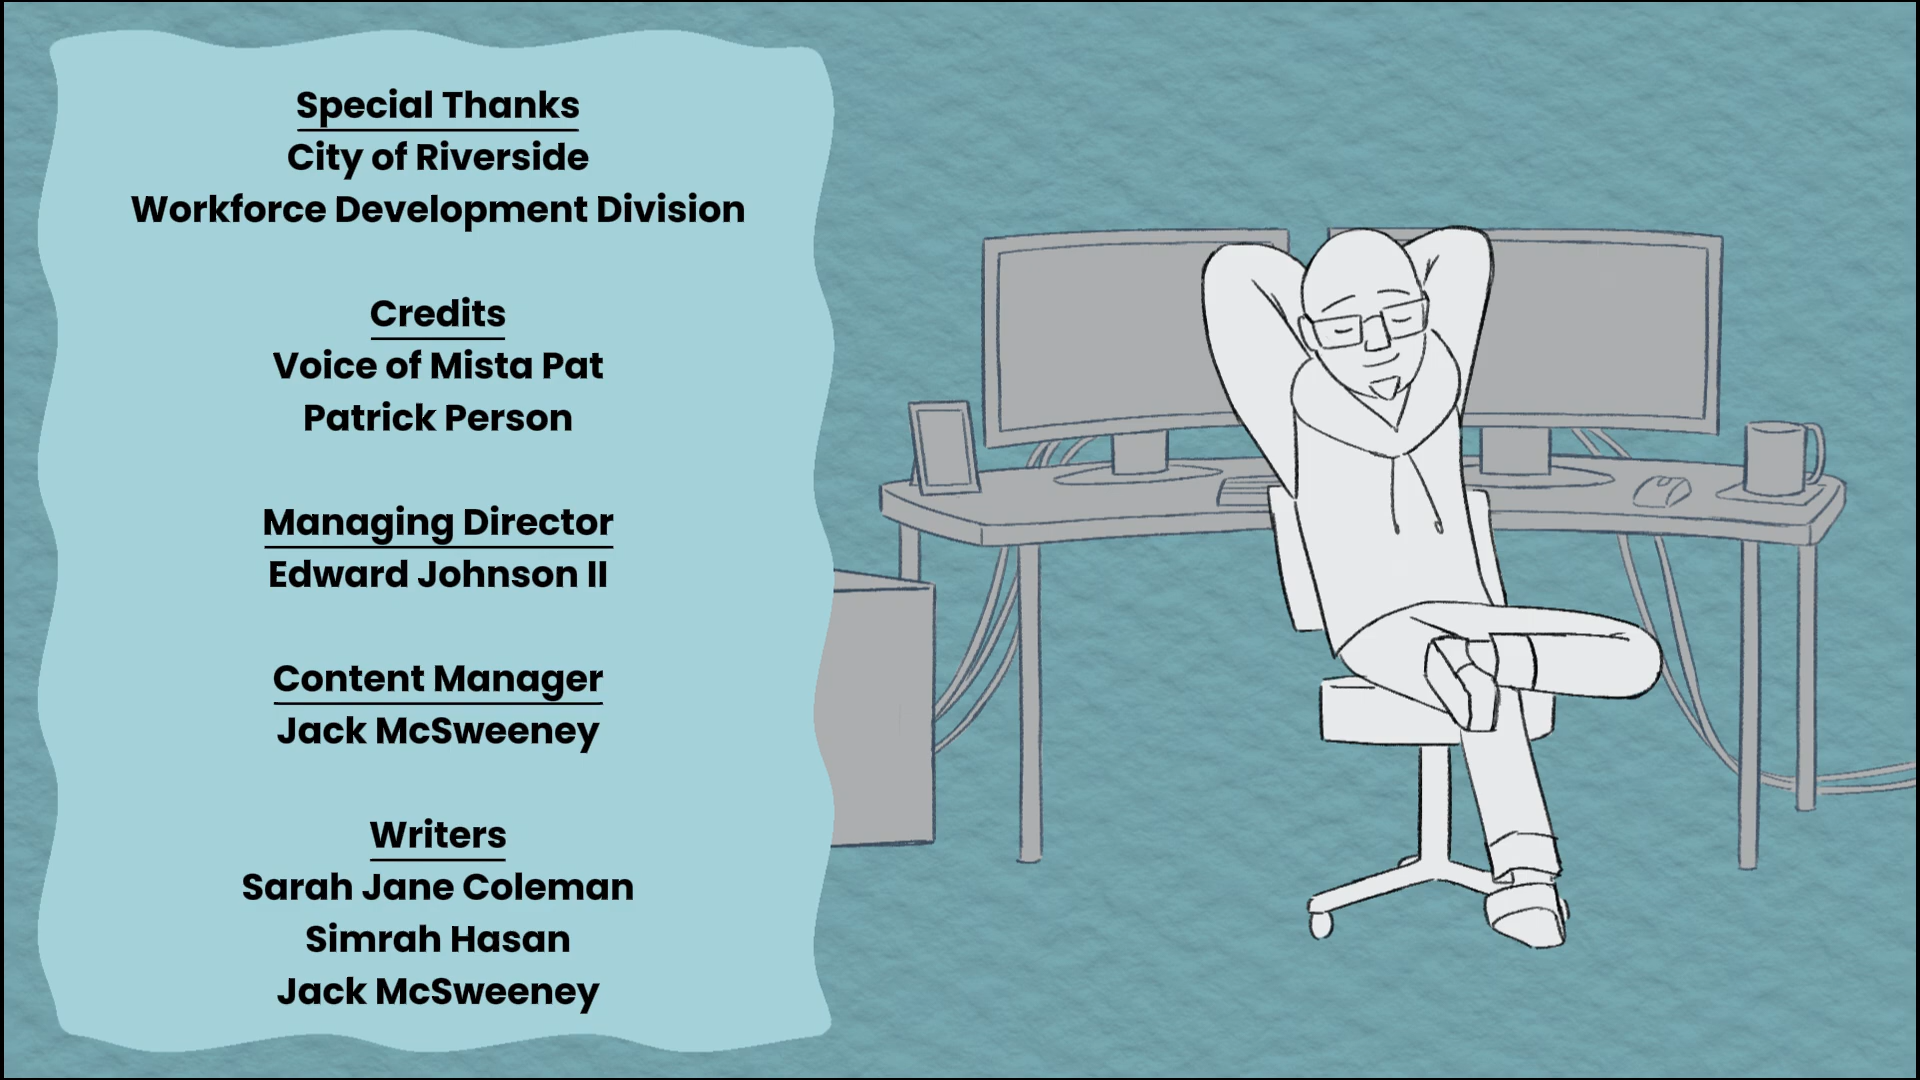 Special Thanks
City of Riverside
Workforce Development Division
Credits
Voice of Mista Pat
Patrick Person
Managing Director
Edward Johnson II
Content Manager
Jack McSweeney
Writers
Sarah Jane Coleman
Simrah Hasan
Jack McSweeney